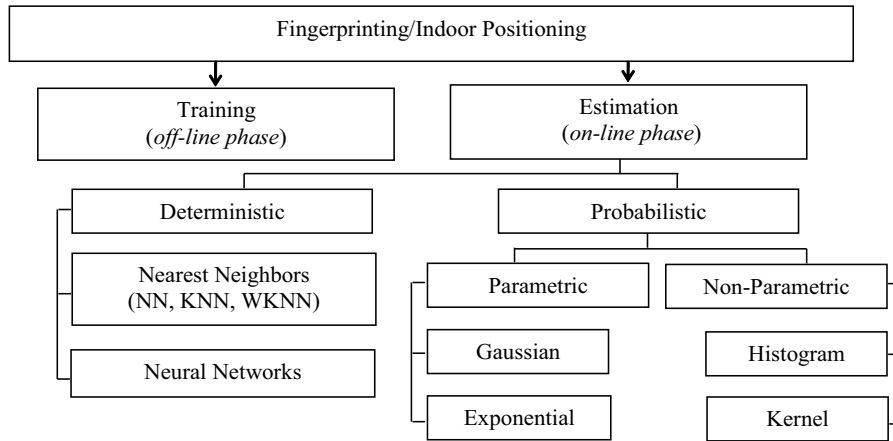 Fingerprinting/Indoor Positioning
Training
(off-line phase)
Estimation
(on-line phase)
Deterministic
Probabilistic
Nearest Neighbors
(NN, KNN, WKNN)
Parametric
Non-Parametric
Neural Networks
Gaussian
Histogram
Exponential
Kernel